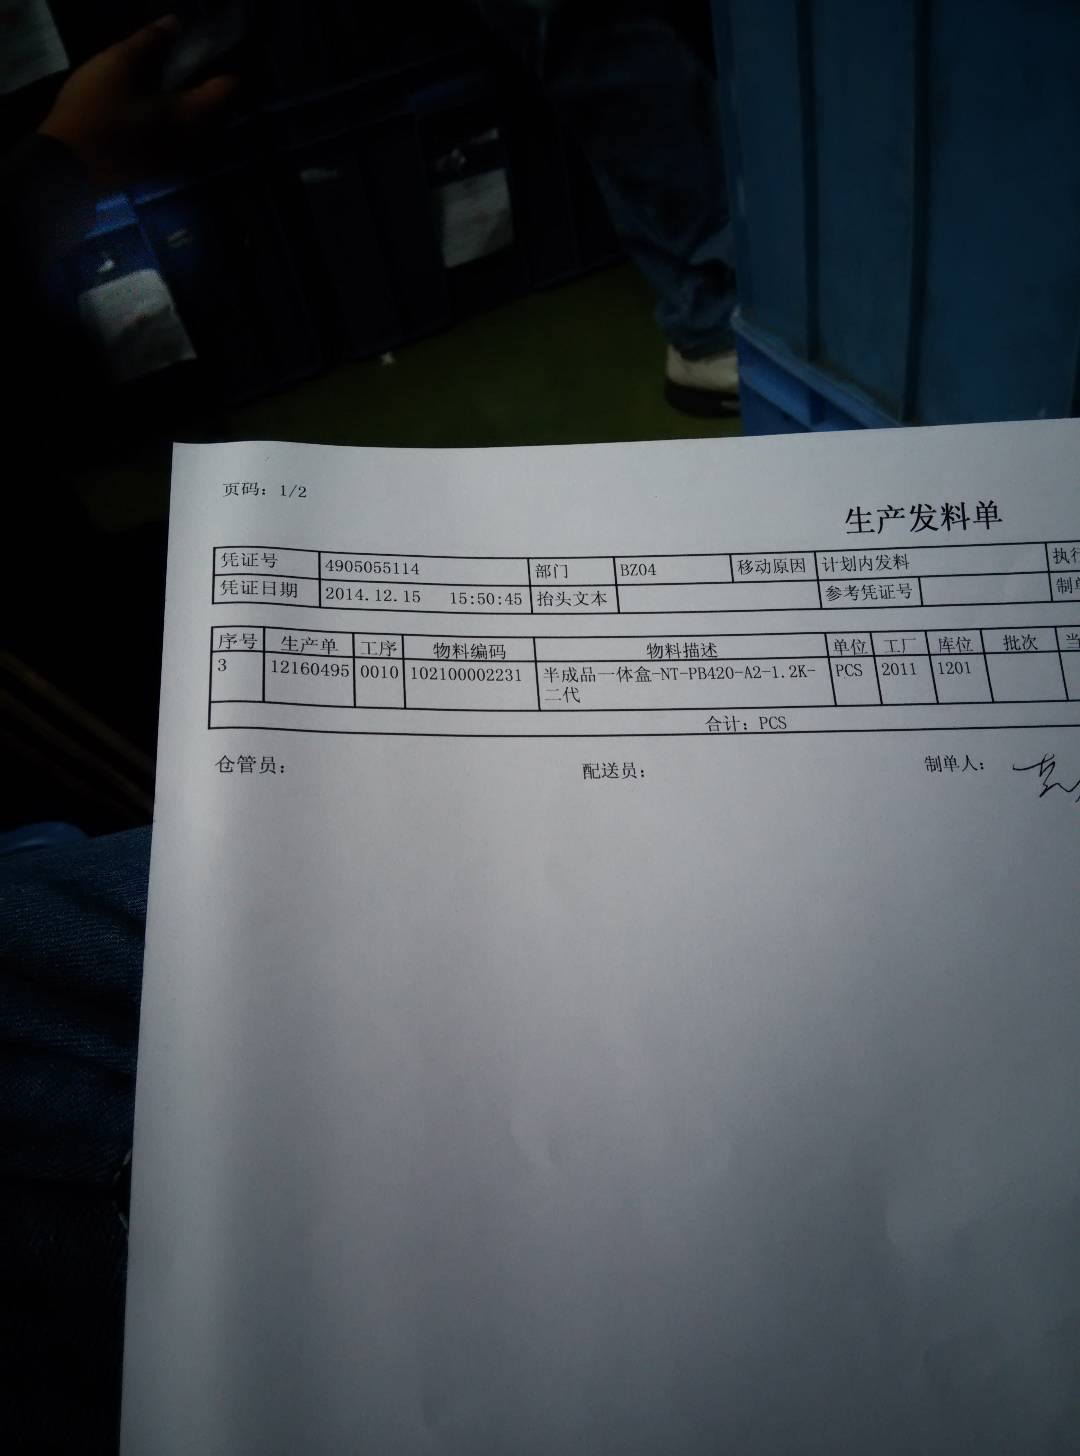 页码: 1/2
生产发料单
凭证号 4905055114 部门 BZ04 移动原因 计划内发料 执行
凭证日期 2014.12.15 15:50:45 抬头文本 参考凭证号 制单
序号 生产单 工序 物料编码 物料描述 单位 工厂 库位 批次 当
3 12160495 0010 102100002231 半成品一体盒-NT-PB420-A2-1.2K- PCS 2011 1201
二代
合计: PCS
仓管员: 配送员: 制单人: